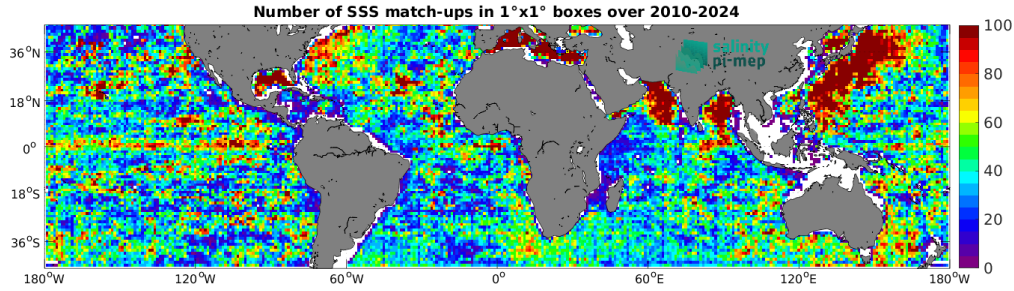 Number of SSS match-ups in 1°x1° boxes over 2010-2024
36°N
18°N
0°
18°S
36°S
salinity
pi-mep
180°W 120°W 60°W 0° 60°E 120°E 180°W
100
80
60
40
20
0